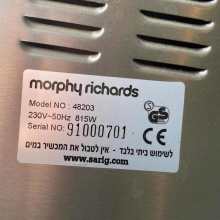 morphy richards
Model NO : 48203
230V~50Hz 815W
Serial NO: 91000701
לשימוש ביתי בלבד - אין לטבול את המכשיר במים
www.sarig.com